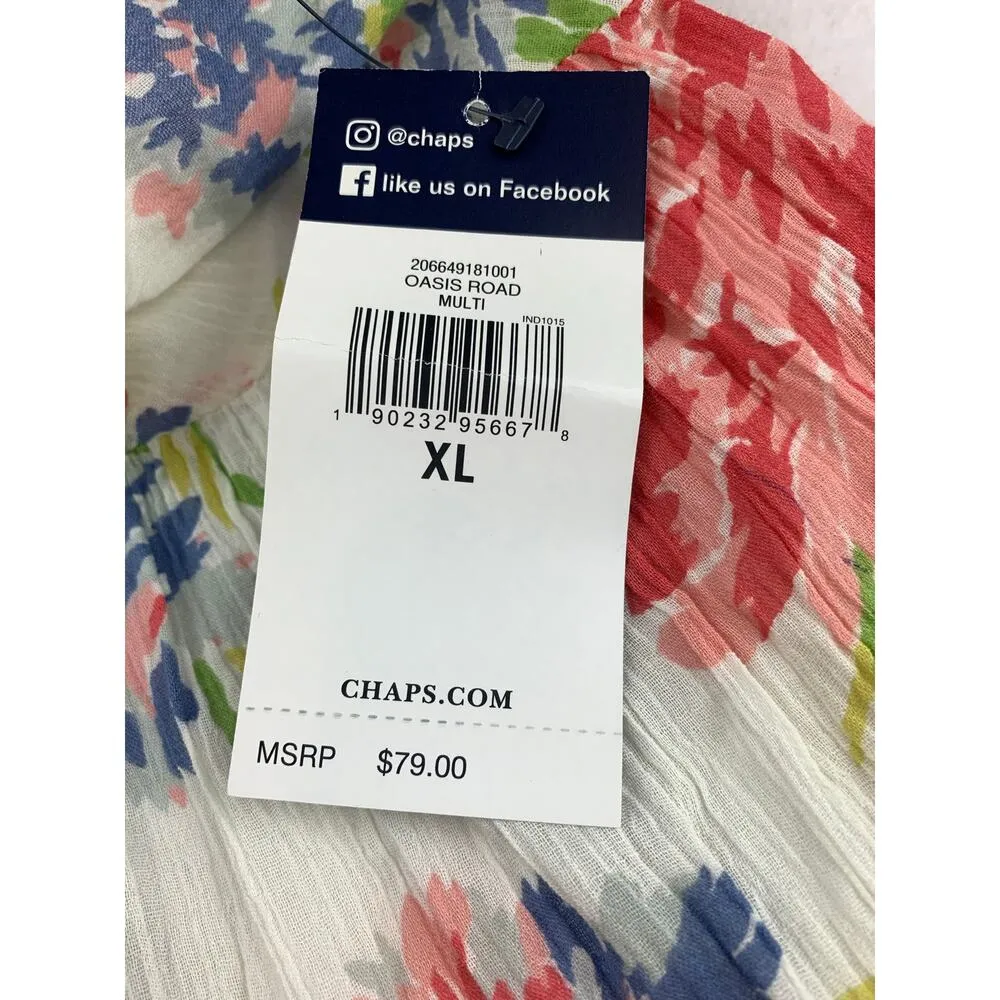 @chaps
f like us on Facebook
206649181001
OASIS ROAD
MULTI
IND1015
1 90232 95667 8
XL
CHAPS.COM
MSRP $79.00